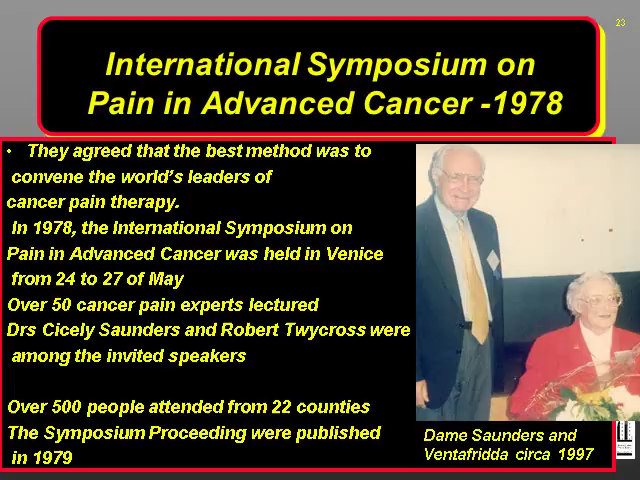 23
International Symposium on
Pain in Advanced Cancer -1978
• They agreed that the best method was to
convene the world's leaders of
cancer pain therapy.
In 1978, the International Symposium on
Pain in Advanced Cancer was held in Venice
from 24 to 27 of May
Over 50 cancer pain experts lectured
Drs Cicely Saunders and Robert Twycross were
among the invited speakers
Over 500 people attended from 22 counties
The Symposium Proceeding were published
in 1979
Dame Saunders and
Ventafridda circa 1997